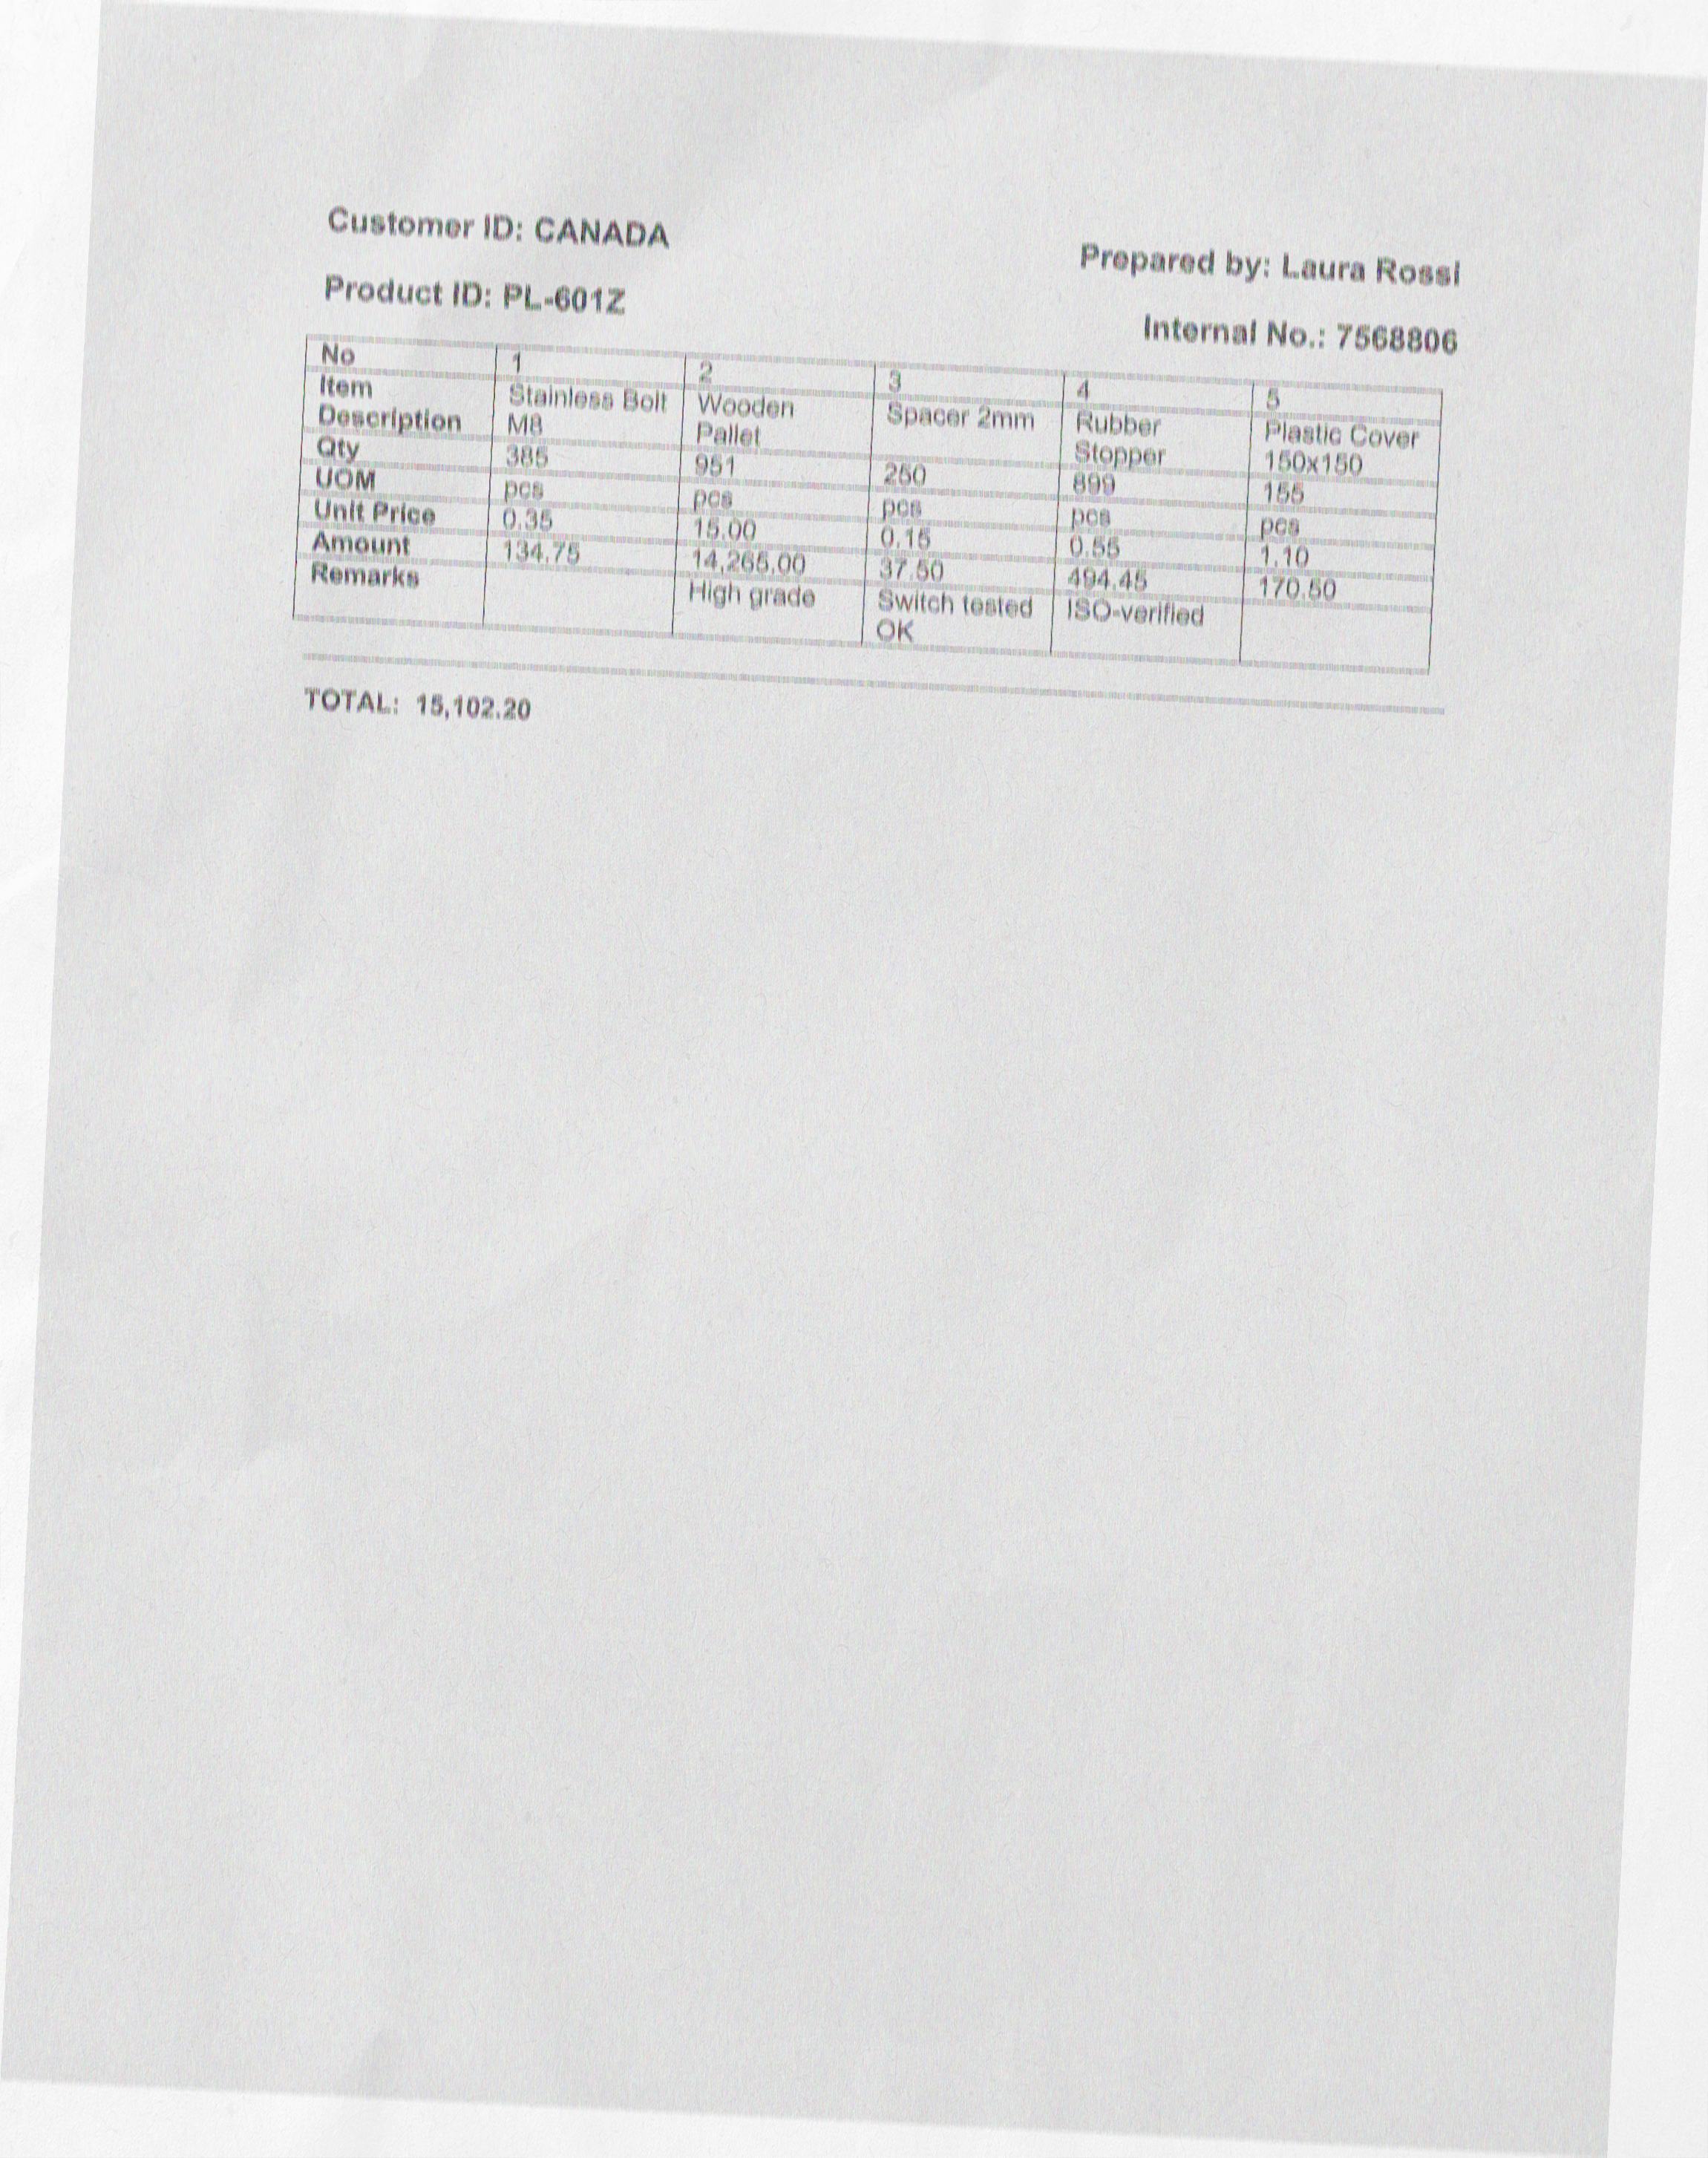 Customer ID: CANADA
Prepared by: Laura Rossi
Product ID: PL-601Z
Internal No.: 7568806
No 1 2 3 4 5
Item Description Stainless Bolt M8 Wooden Pallet Spacer 2mm Rubber Stopper Plastic Cover 150x150
Qty 385 951 250 899 155
UOM pcs pcs pcs pcs pcs
Unit Price 0.35 15.00 0.15 0.55 1.10
Amount 134.75 14,265.00 37.50 494.45 170.50
Remarks High grade Switch tested OK ISO-verified
TOTAL: 15,102.20